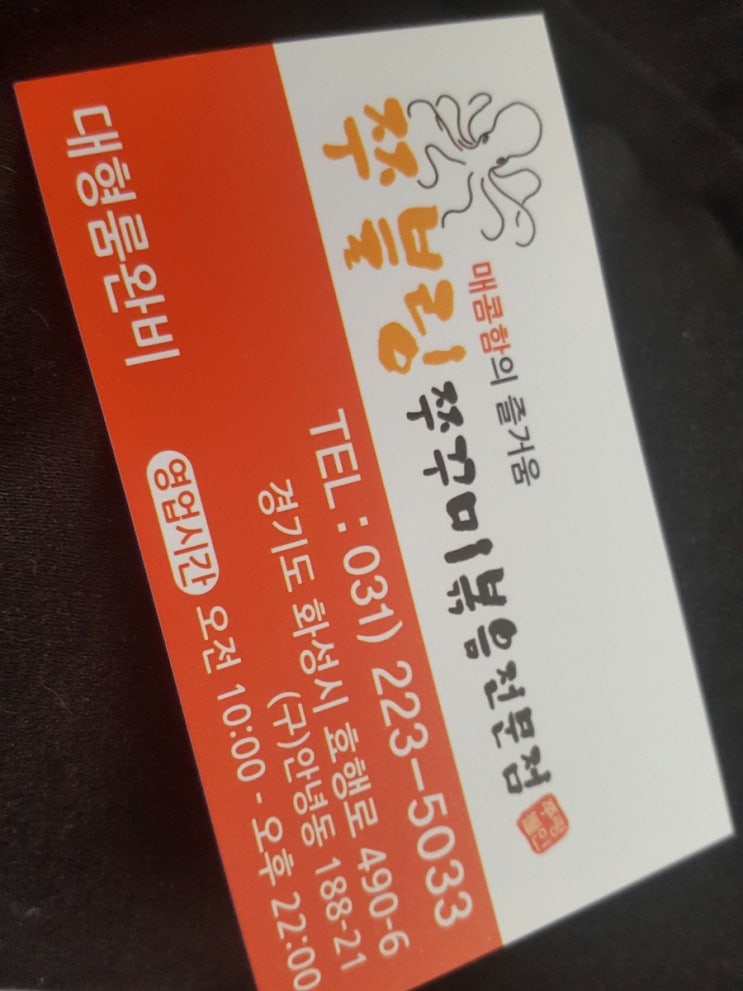 매콤함의 즐거움
쭈불링 쭈꾸미볶음전문점
TEL : 031) 223-5033
경기도 화성시 효행로 490-6
(구)안녕동 188-21
대형룸완비
영업시간 오전 10:00 - 오후 22:00